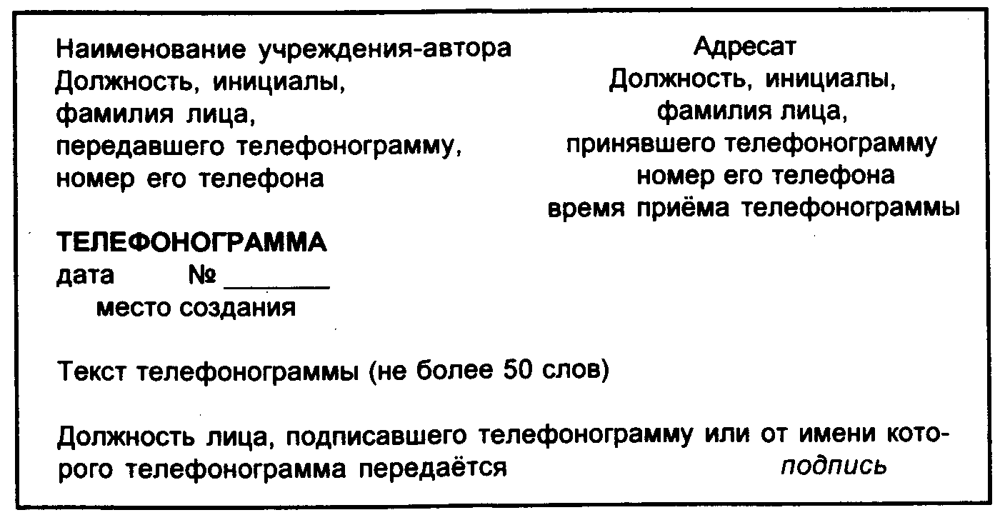 Наименование учреждения-автора
Должность, инициалы,
фамилия лица,
передавшего телефонограмму,
номер его телефона
Адресат
Должность, инициалы,
фамилия лица,
принявшего телефонограмму
номер его телефона
время приёма телефонограммы
ТЕЛЕФОНОГРАММА
дата № ________
место создания
Текст телефонограммы (не более 50 слов)
Должность лица, подписавшего телефонограмму или от имени кото-
рого телефонограмма передаётся подпись